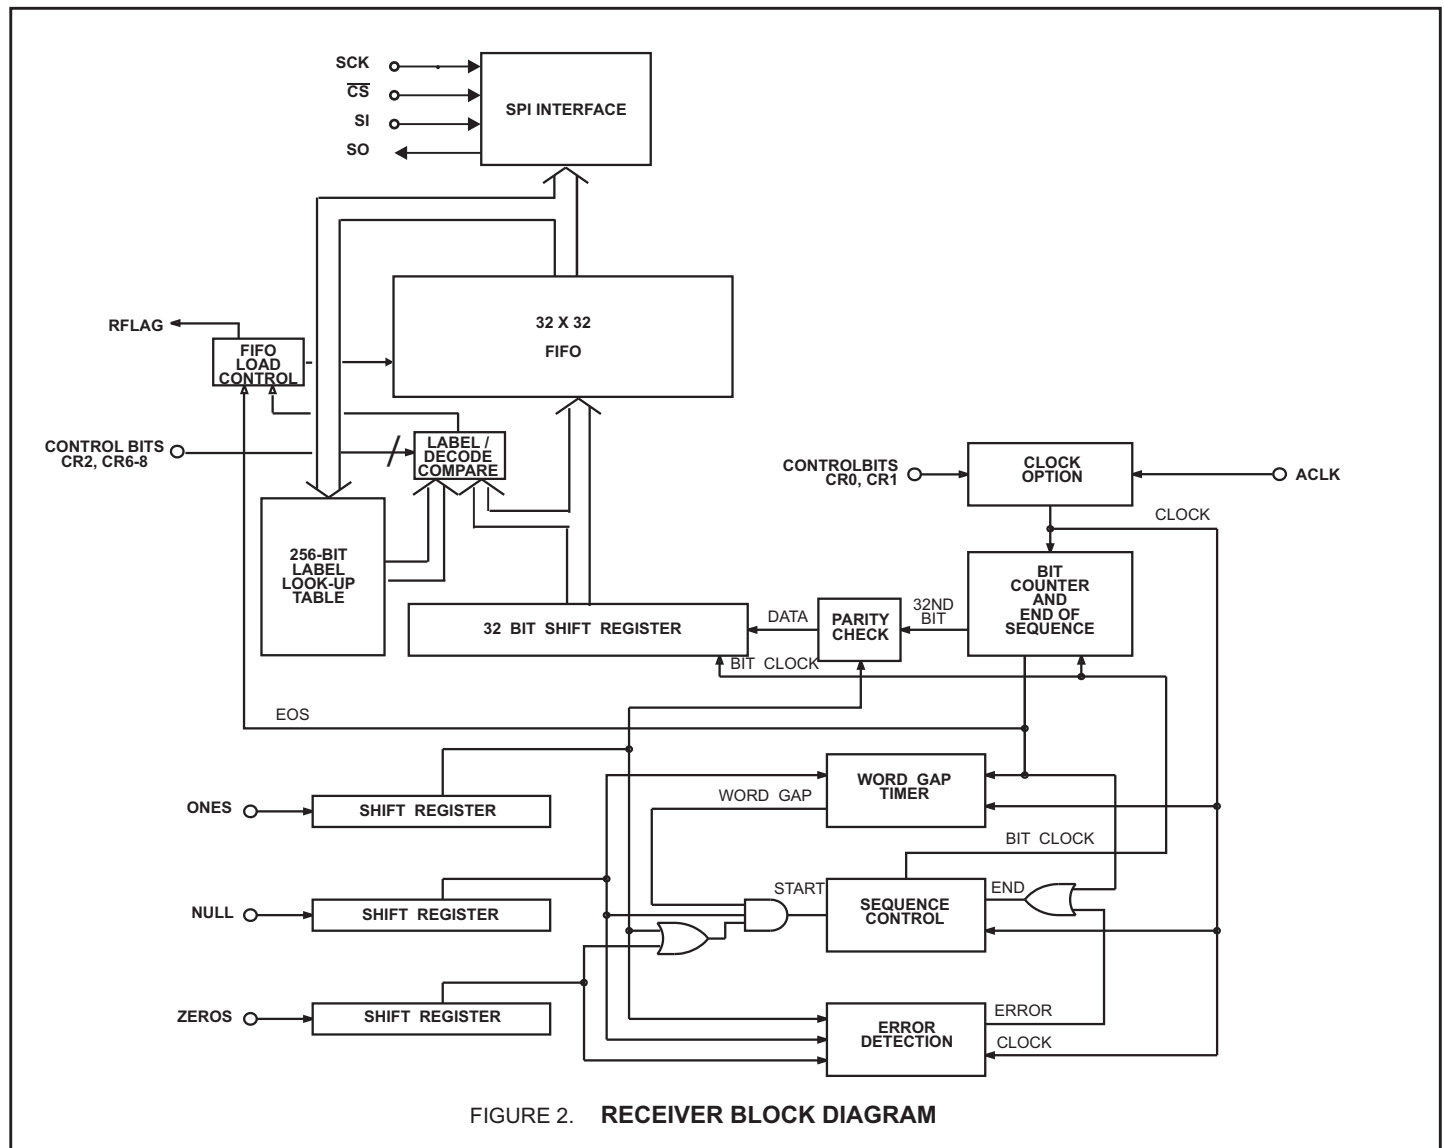 SCK
CS
SI
SO
SPI INTERFACE
32 X 32
FIFO
RFLAG
FIFO
LOAD
CONTROL
CONTROL BITS
CR2, CR6-8
/
LABEL /
DECODE
COMPARE
CONTROLBITS
CR0, CR1
CLOCK
OPTION
ACLK
CLOCK
256-BIT
LABEL
LOOK-UP
TABLE
BIT
COUNTER
AND
END OF
SEQUENCE
32 BIT SHIFT REGISTER
DATA
PARITY
CHECK
32ND
BIT
BIT CLOCK
EOS
ONES
SHIFT REGISTER
WORD GAP
WORD GAP
TIMER
BIT CLOCK
NULL
SHIFT REGISTER
START
SEQUENCE
CONTROL
END
ZEROS
SHIFT REGISTER
ERROR
DETECTION
ERROR
CLOCK
FIGURE 2. RECEIVER BLOCK DIAGRAM